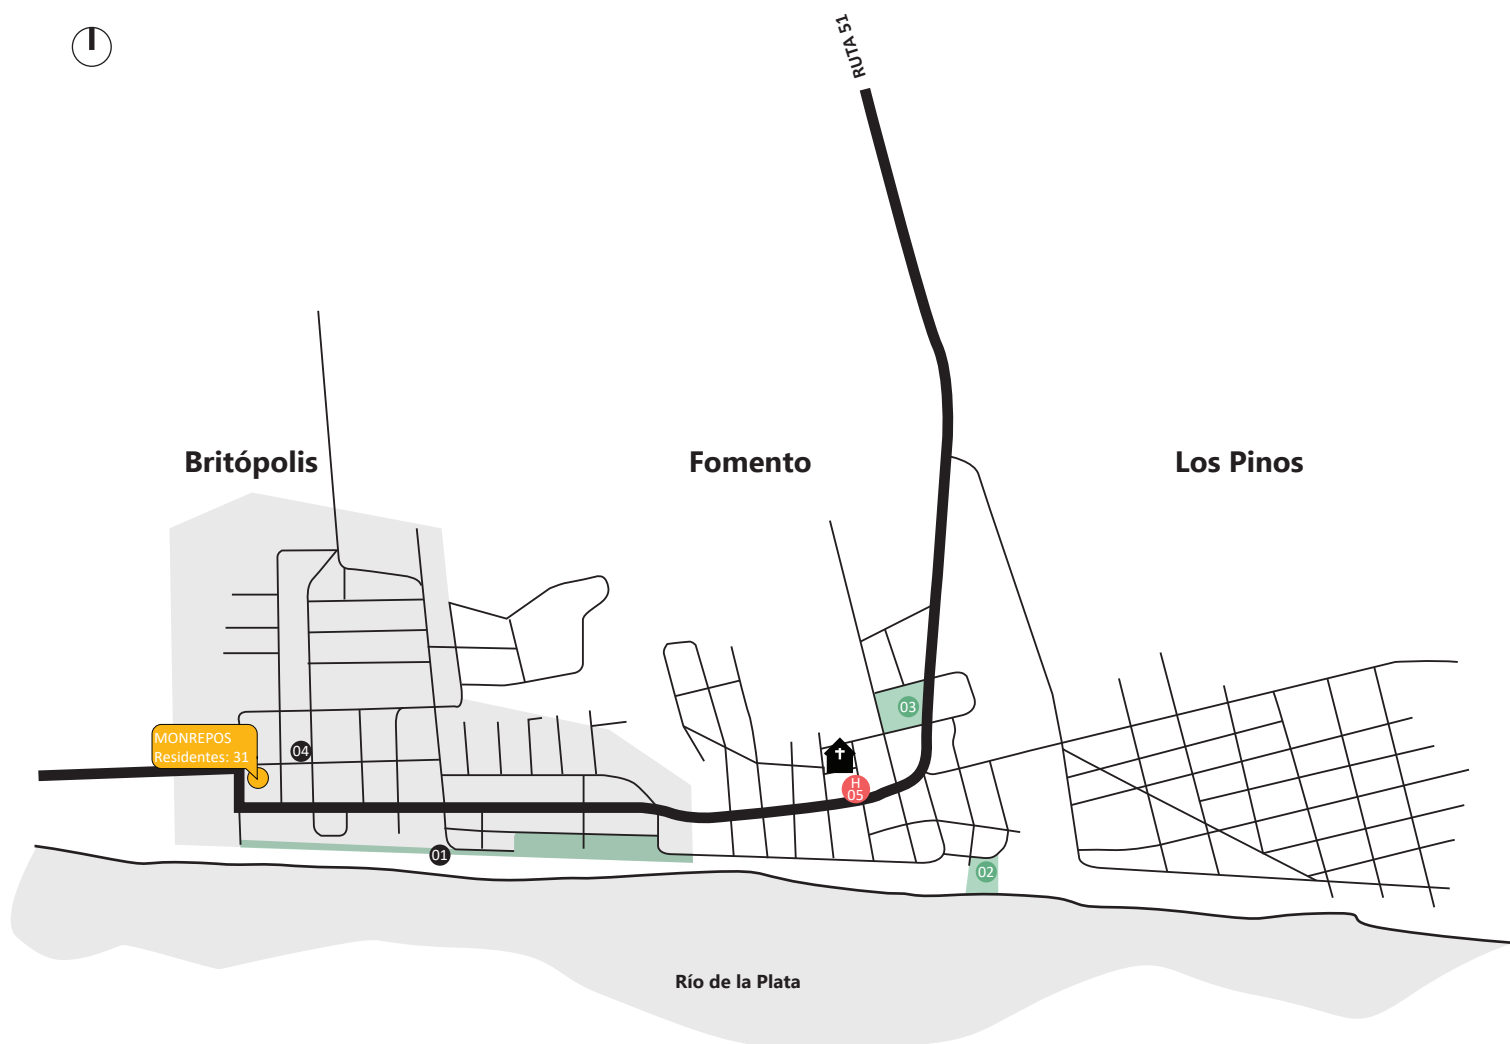 RUTA 51
Britópolis
Fomento
Los Pinos
03
MONREPOS
Residentes: 31
04
H
05
01
02
Río de la Plata